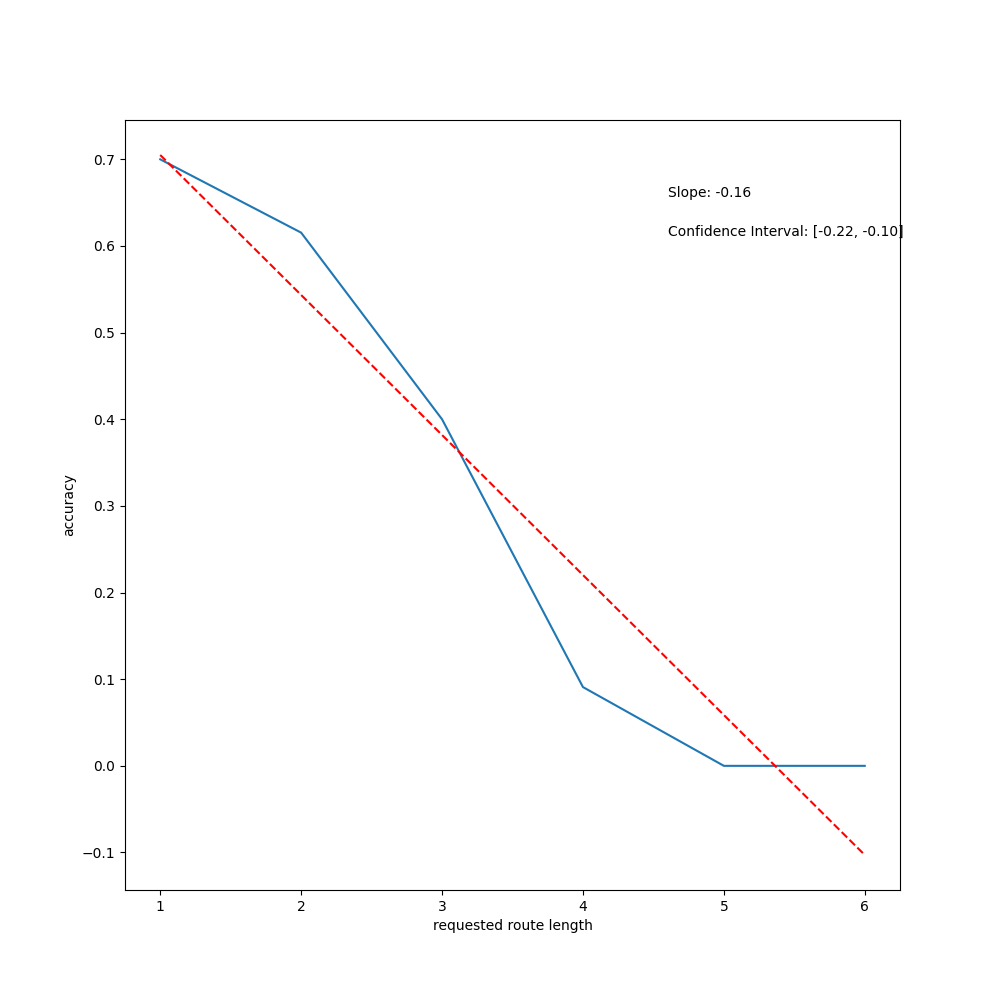 0.7
0.6
0.5
0.4
0.3
0.2
0.1
0.0
−0.1
accuracy
Slope: -0.16
Confidence Interval: [-0.22, -0.10]
1 2 3 4 5 6
requested route length